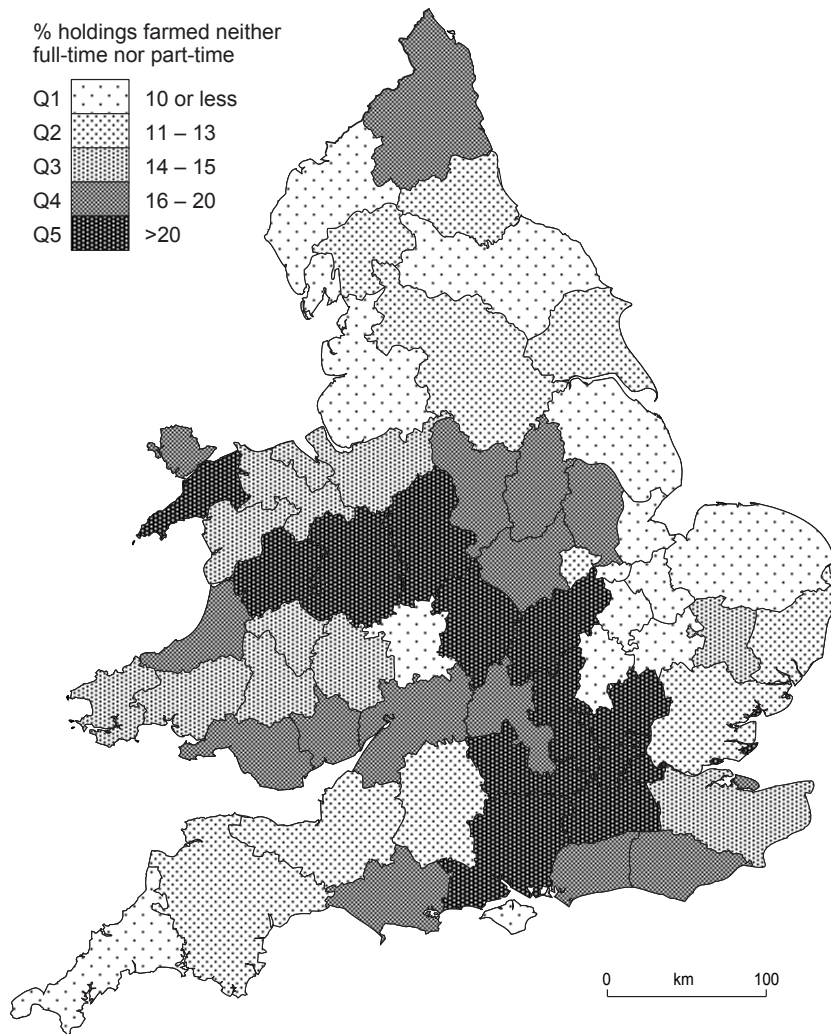 % holdings farmed neither
full-time nor part-time
Q1 10 or less
Q2 11 – 13
Q3 14 – 15
Q4 16 – 20
Q5 >20
0 km 100